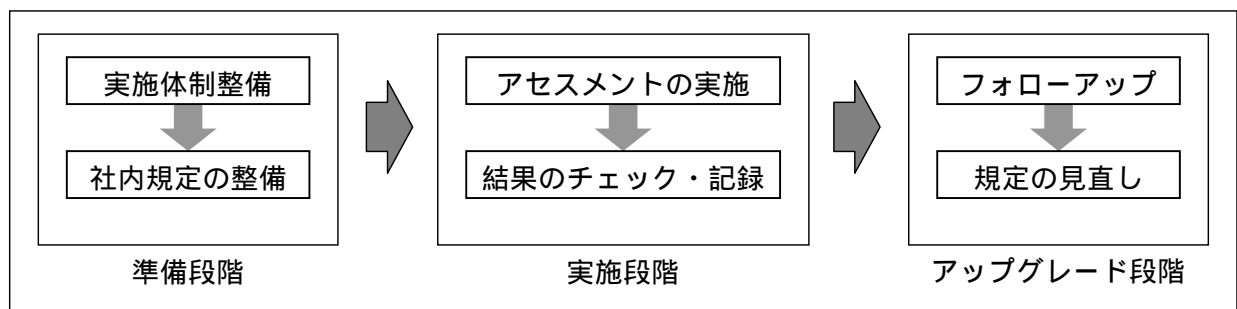 実施体制整備
社内規定の整備
準備段階
アセスメントの実施
結果のチェック・記録
実施段階
フォローアップ
規定の見直し
アップグレード段階